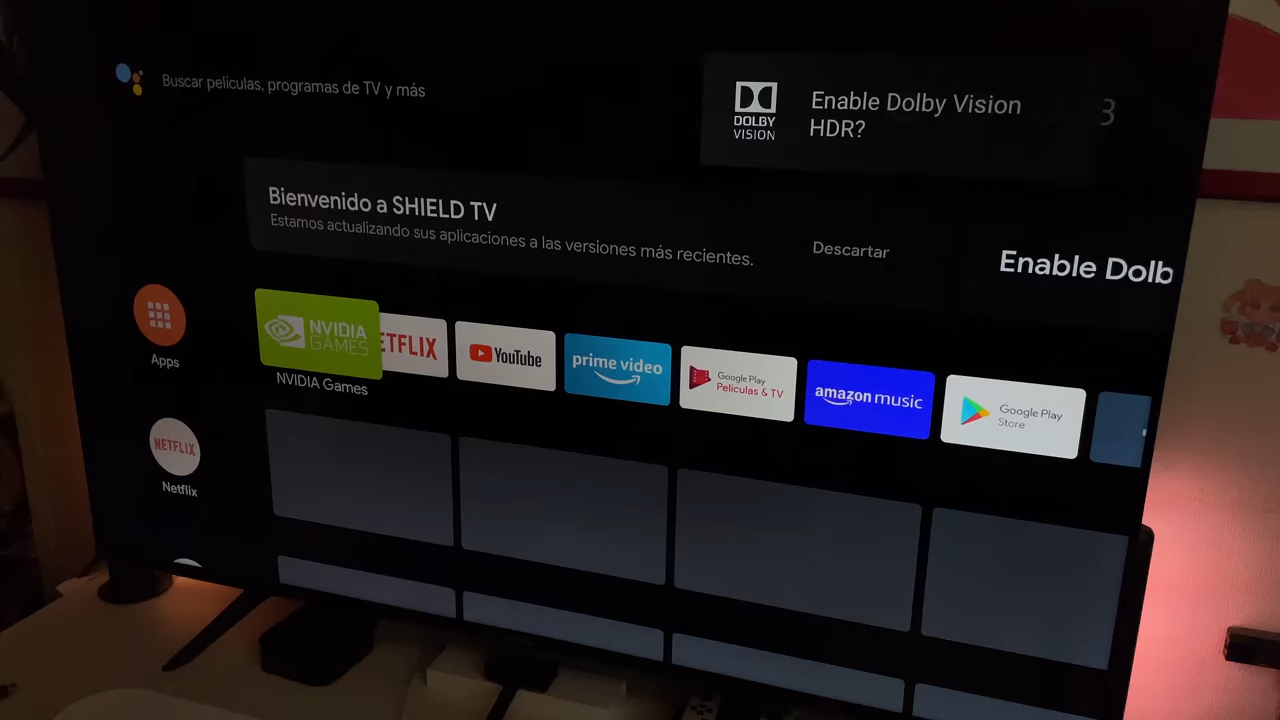 Buscar películas, programas de TV y más
DOLBY
VISION
Enable Dolby Vision
HDR?
Bienvenido a SHIELD TV
Estamos actualizando sus aplicaciones a las versiones más recientes.
Descartar
Enable Dolb
NVIDIA
GAMES
ETFLIX
YouTube
prime video
Google Play
Películas & TV
amazon music
Google Play
Store
Apps
NVIDIA Games
NETFLIX
Netflix